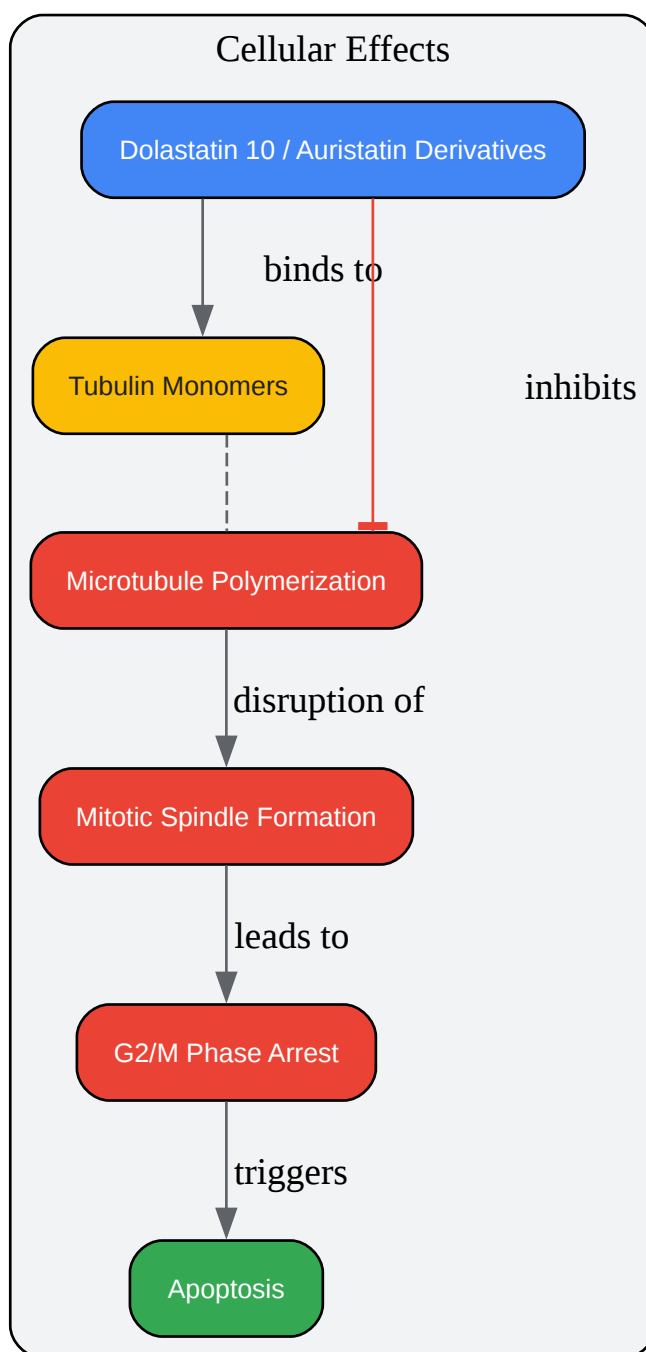 Cellular Effects
Dolastatin 10 / Auristatin Derivatives
binds to
Tubulin Monomers
inhibits
Microtubule Polymerization
disruption of
Mitotic Spindle Formation
leads to
G2/M Phase Arrest
triggers
Apoptosis